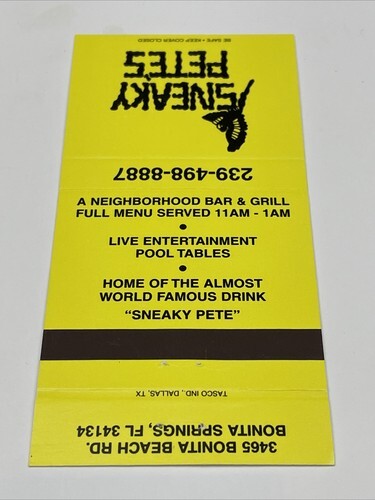 BE SAFE • KEEP COVER CLOSED
SNEAKY
PETE'S
239-498-8887
A NEIGHBORHOOD BAR & GRILL
FULL MENU SERVED 11AM - 1AM
•
LIVE ENTERTAINMENT
POOL TABLES
•
HOME OF THE ALMOST
WORLD FAMOUS DRINK
"SNEAKY PETE"
TASCO IND., DALLAS, TX.
3465 BONITA BEACH RD.
BONITA SPRINGS, FL 34134